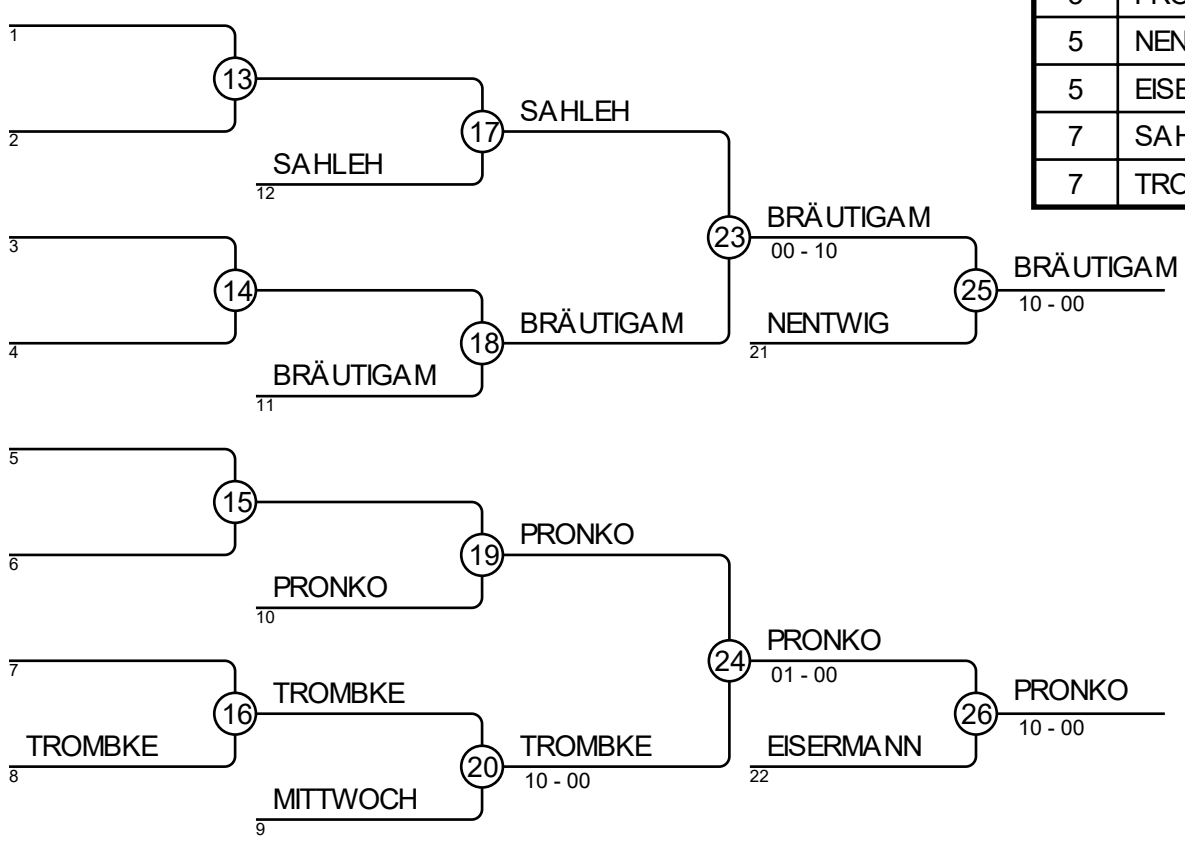 1
13
2
SAHLEH
12
17
SAHLEH
3
14
4
BRÄUTIGAM
11
18
BRÄUTIGAM
23
BRÄUTIGAM
00 - 10
NENTWIG
21
25
BRÄUTIGAM
10 - 00
5
15
6
PRONKO
10
19
PRONKO
7
TROMBKE
8
16
TROMBKE
MITTWOCH
9
20
TROMBKE
10 - 00
24
PRONKO
01 - 00
EISERMANN
22
26
PRONKO
10 - 00
5
5
7
7